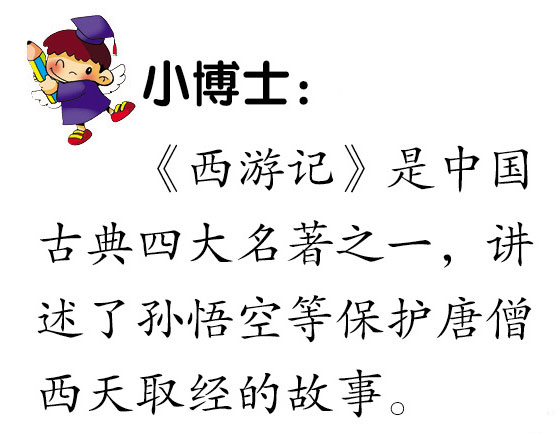 小博士：
《西游记》是中国
古典四大名著之一，讲
述了孙悟空等保护唐僧
西天取经的故事。